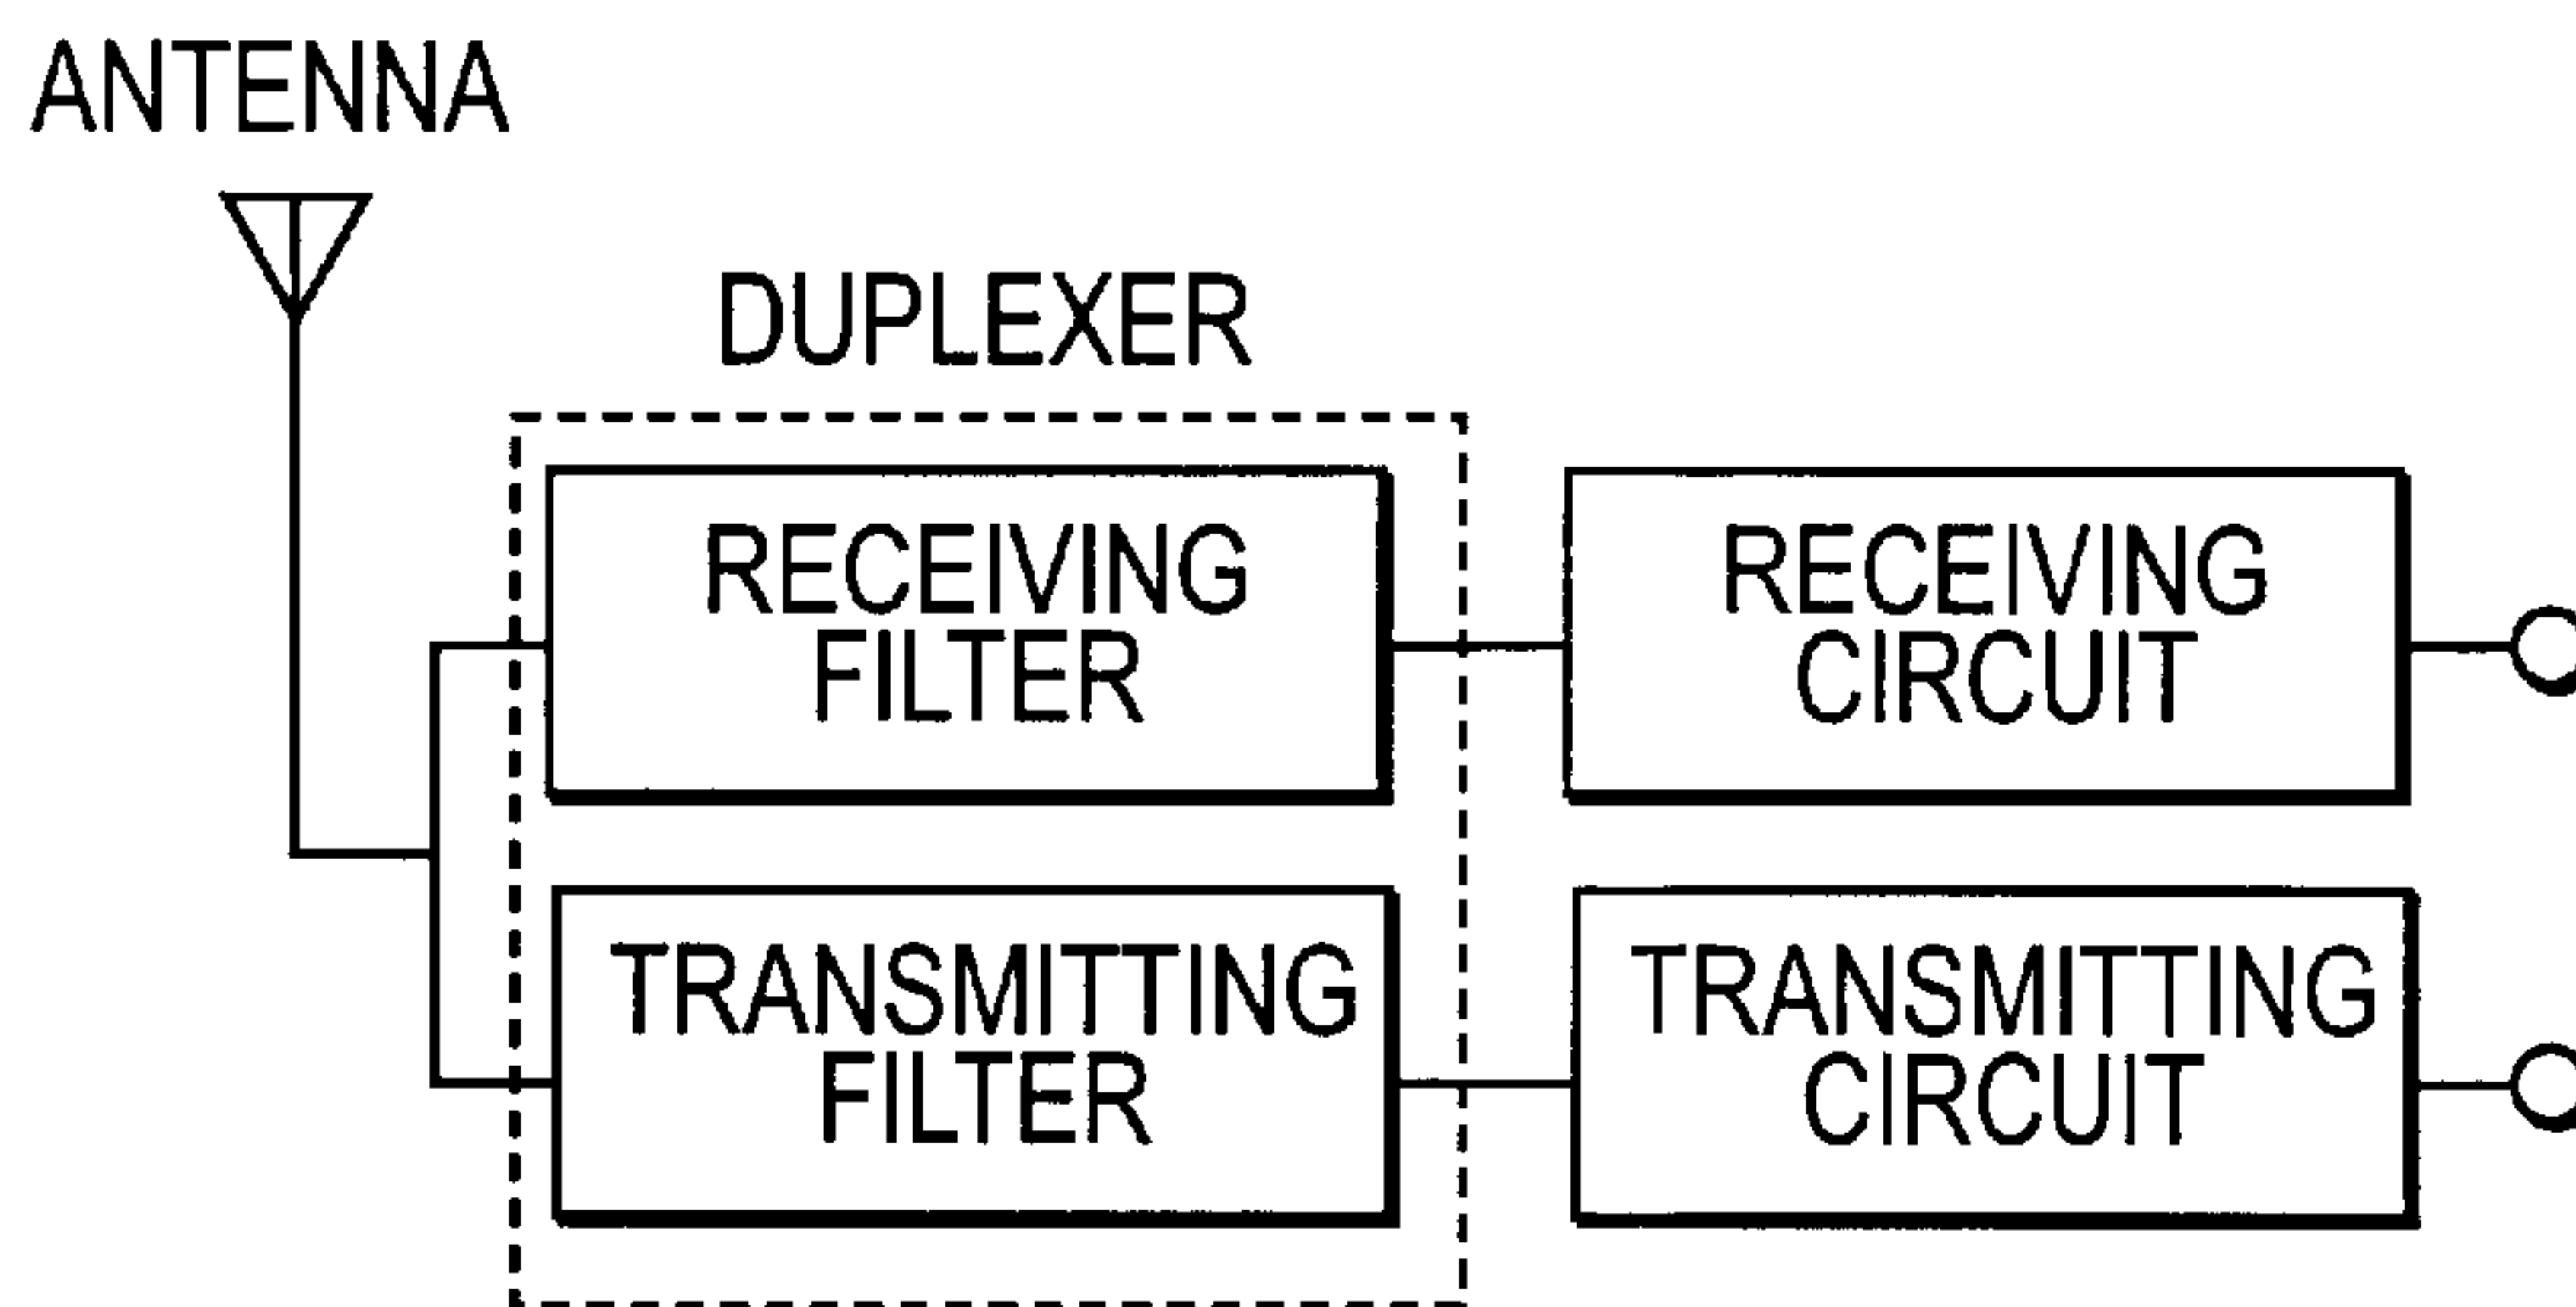 ANTENNA
DUPLEXER
RECEIVING
FILTER
RECEIVING
CIRCUIT
TRANSMITTING
FILTER
TRANSMITTING
CIRCUIT